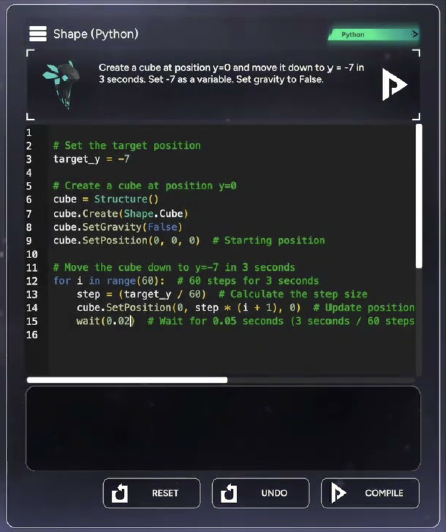 Shape (Python)
Python >
Create a cube at position y=0 and move it down to y = -7 in
3 seconds. Set -7 as a variable. Set gravity to False.
1
2 # Set the target position
3 target_y = -7
4
5 # Create a cube at position y=0
6 cube = Structure()
7 cube.Create(Shape.Cube)
8 cube.SetGravity(False)
9 cube.SetPosition(0, 0, 0)  # Starting position
10
11 # Move the cube down to y=-7 in 3 seconds
12 for i in range(60):  # 60 steps for 3 seconds
13     step = (target_y / 60)  # Calculate the step size
14     cube.SetPosition(0, step * (i + 1), 0)  # Update position
15     wait(0.02)  # Wait for 0.05 seconds (3 seconds / 60 steps
16
RESET
UNDO
COMPILE